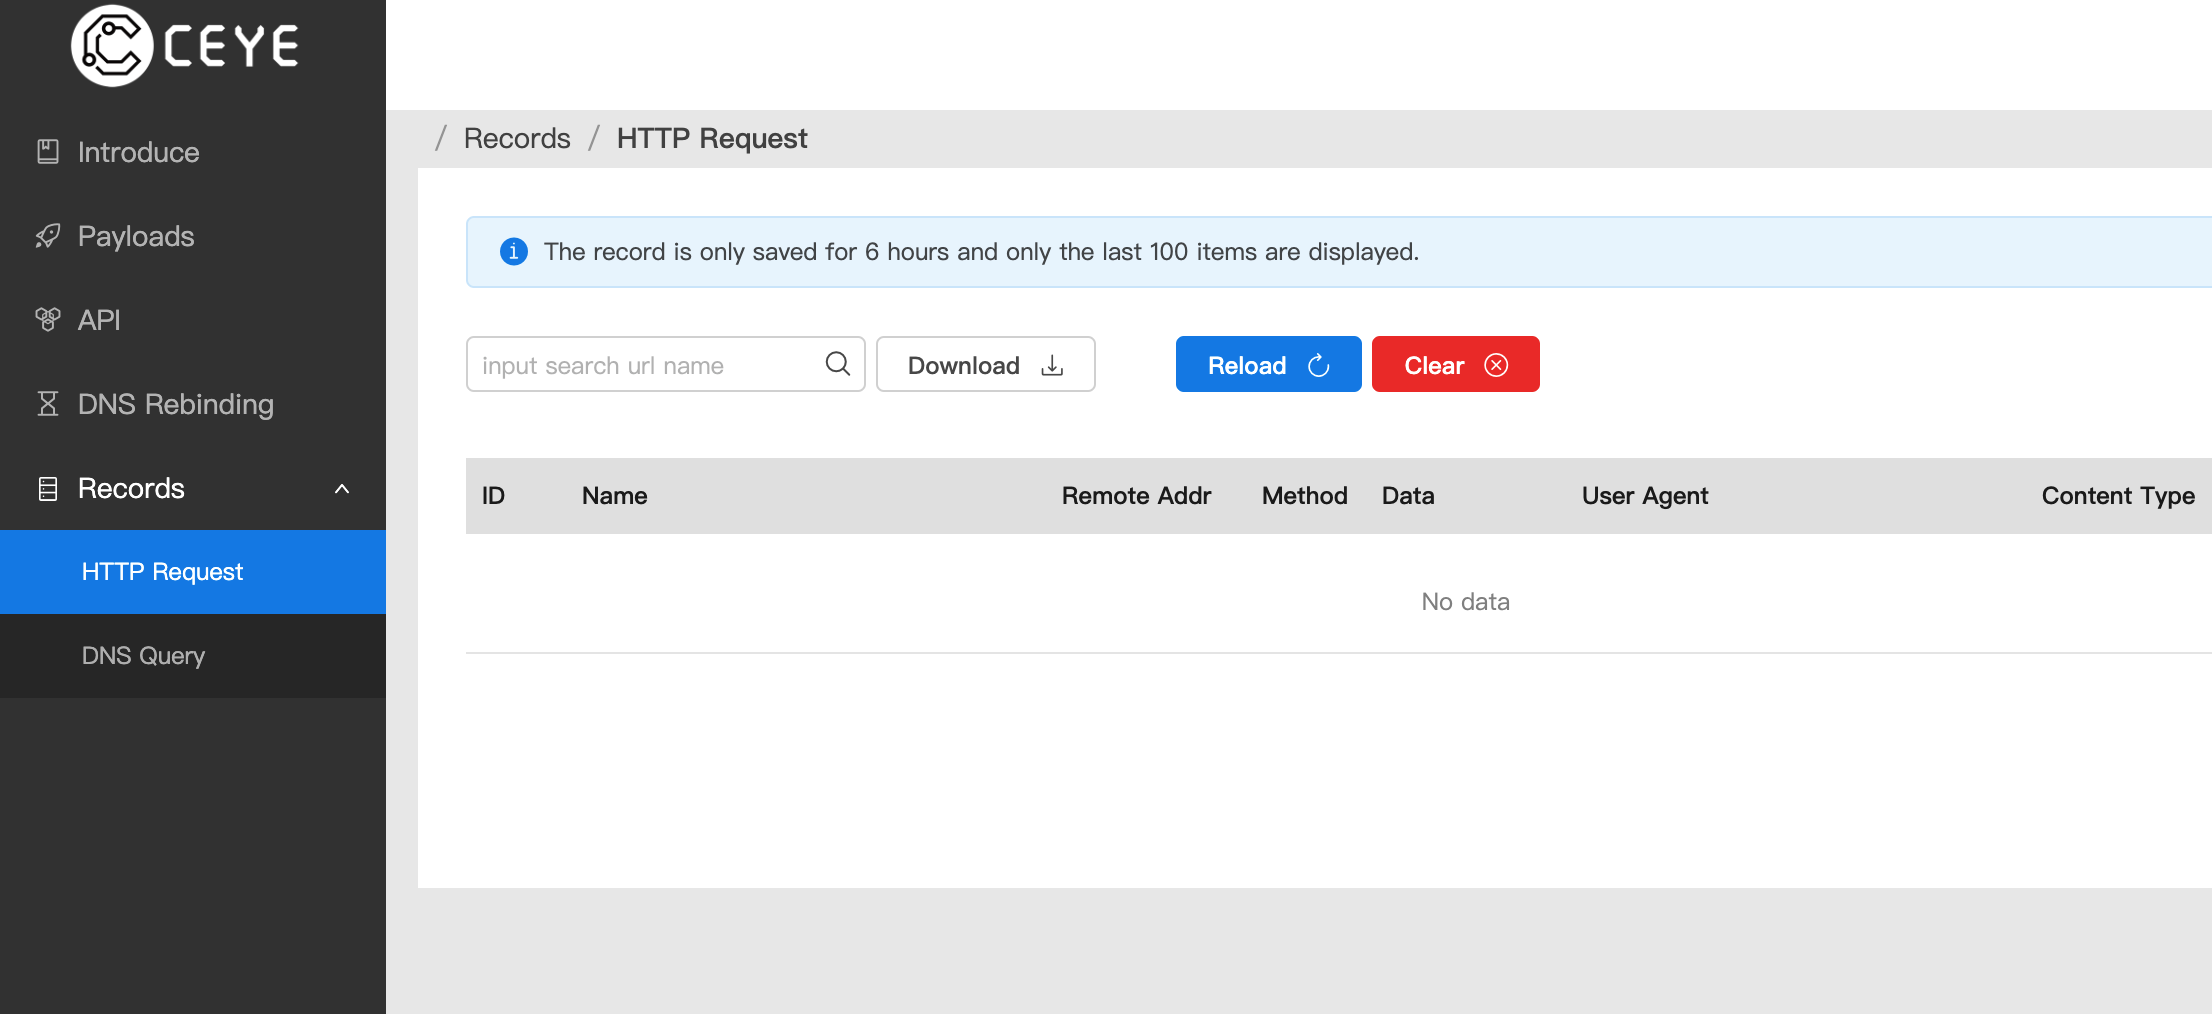 CEYE
Introduce
Payloads
API
DNS Rebinding
Records
HTTP Request
DNS Query
/ Records / HTTP Request
The record is only saved for 6 hours and only the last 100 items are displayed.
input search url name Download Reload Clear
ID Name Remote Addr Method Data User Agent Content Type
No data